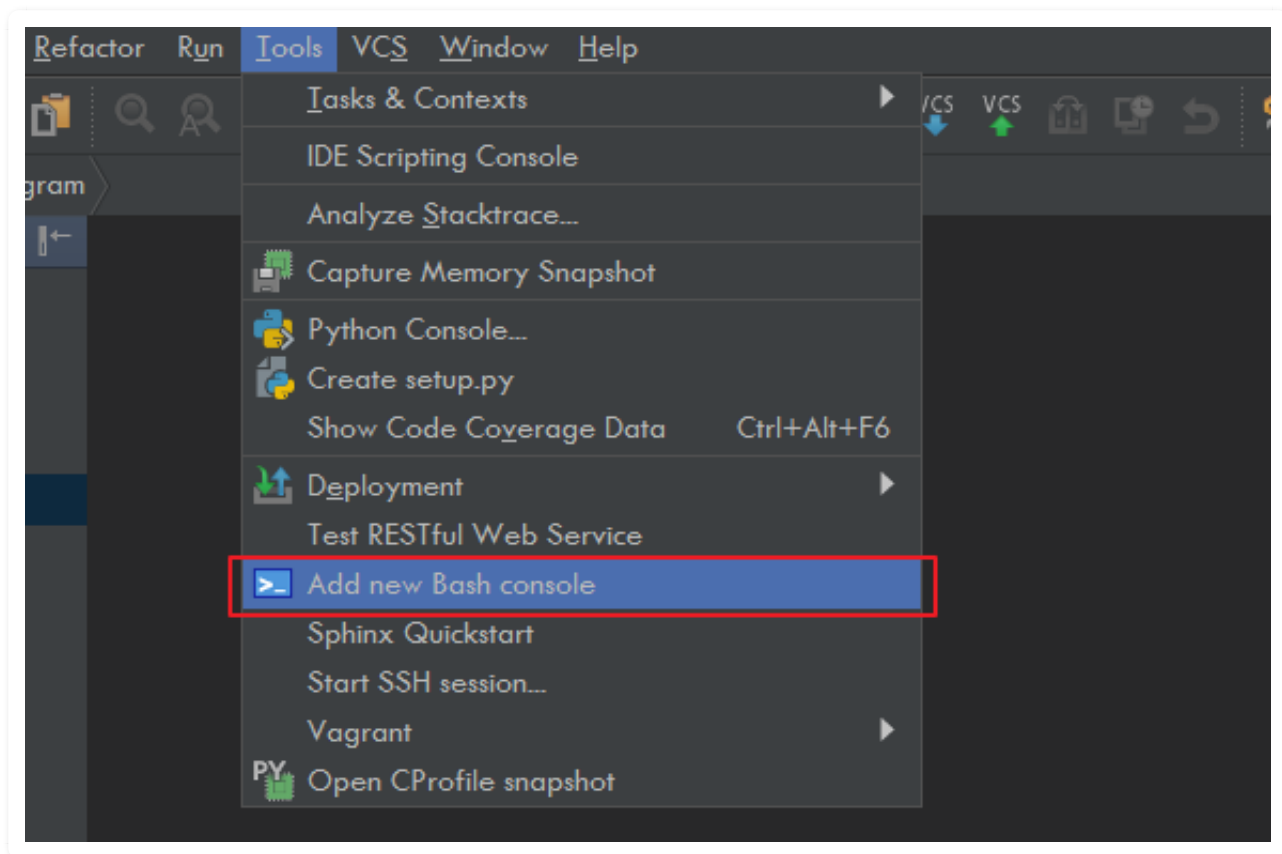 Refactor Run Tools VCS Window Help
Tasks & Contexts
VCS VCS
IDE Scripting Console
gram
Analyze Stacktrace...
Capture Memory Snapshot
Python Console...
Create setup.py
Show Code Coverage Data Ctrl+Alt+F6
Deployment
Test RESTful Web Service
>_ Add new Bash console
Sphinx Quickstart
Start SSH session...
Vagrant
PY Open CProfile snapshot